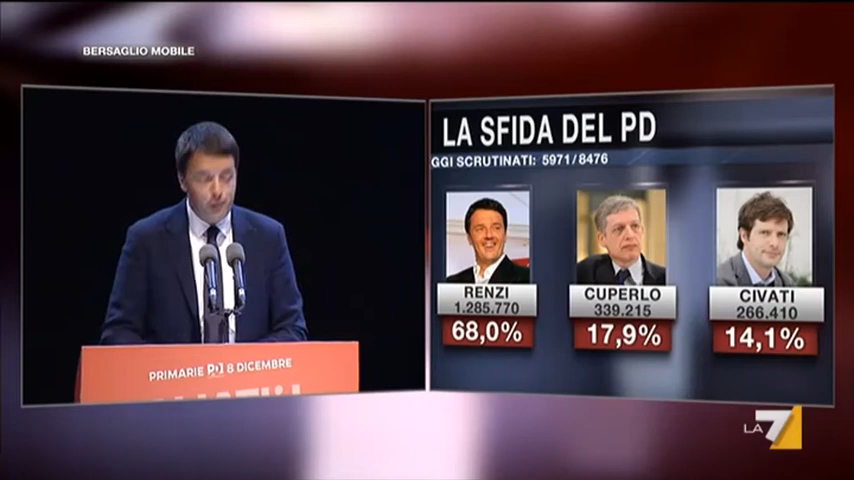 BERSAGLIO MOBILE
LA SFIDA DEL PD
GGI SCRUTINATI: 5971/8476
RENZI
1.285.770
68,0%
CUPERLO
339.215
17,9%
CIVATI
266.410
14,1%
PRIMARIE PD 8 DICEMBRE
LA7